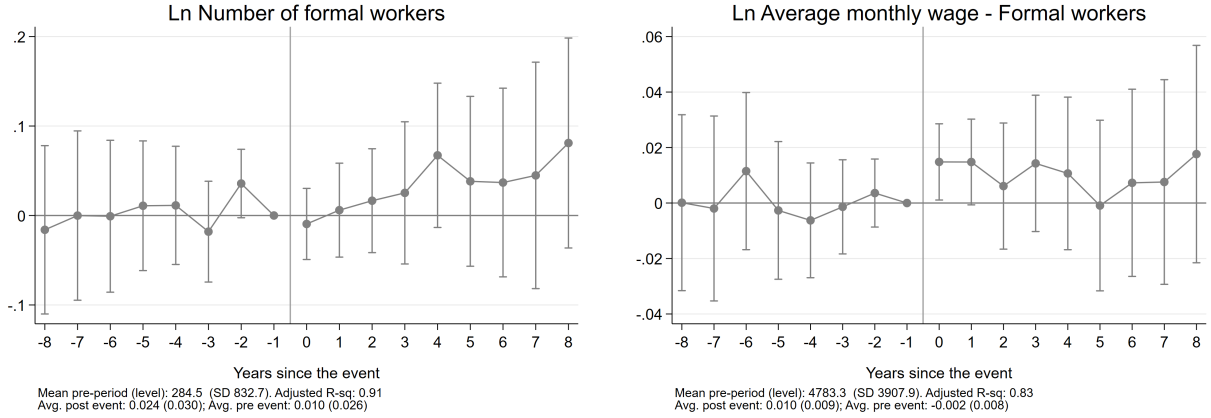 Ln Number of formal workers
.2
.1
0
-.1
-8 -7 -6 -5 -4 -3 -2 -1 0 1 2 3 4 5 6 7 8
Years since the event
Mean pre-period (level): 284.5 (SD 832.7). Adjusted R-sq: 0.91
Avg. post event: 0.024 (0.030); Avg. pre event: 0.010 (0.026)
Ln Average monthly wage - Formal workers
.06
.04
.02
0
-.02
-.04
-8 -7 -6 -5 -4 -3 -2 -1 0 1 2 3 4 5 6 7 8
Years since the event
Mean pre-period (level): 4783.3 (SD 3907.9). Adjusted R-sq: 0.83
Avg. post event: 0.010 (0.009); Avg. pre event: -0.002 (0.008)